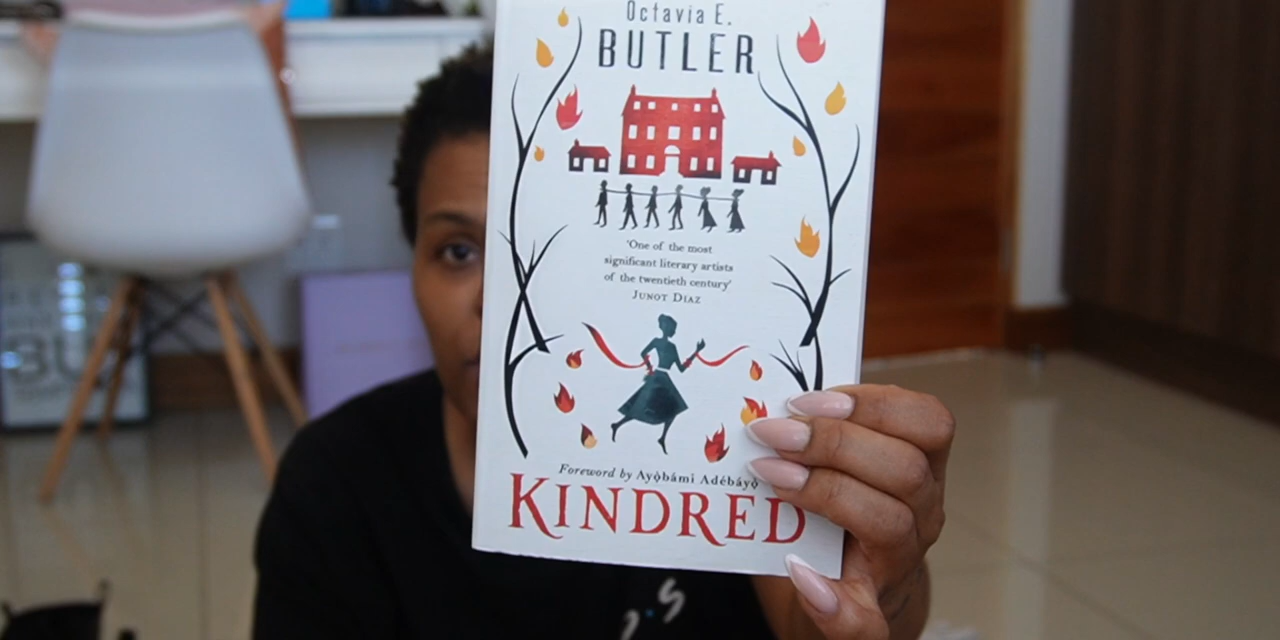 Octavia E.
BUTLER
'One of the most
significant literary artists
of the twentieth century'
JUNOT DÍAZ
Foreword by Ayọ̀bámi Adébáyọ̀
KINDRED